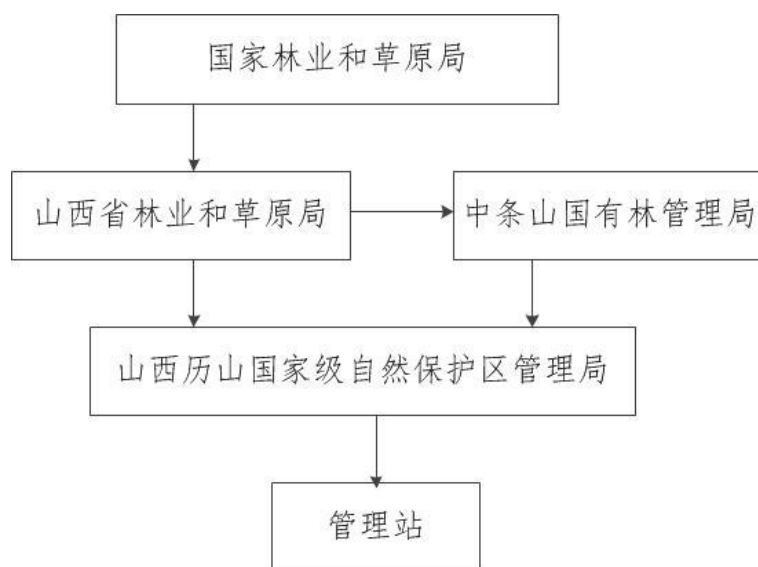 国家林业和草原局
山西省林业和草原局
中条山国有林管理局
山西历山国家级自然保护区管理局
管理站